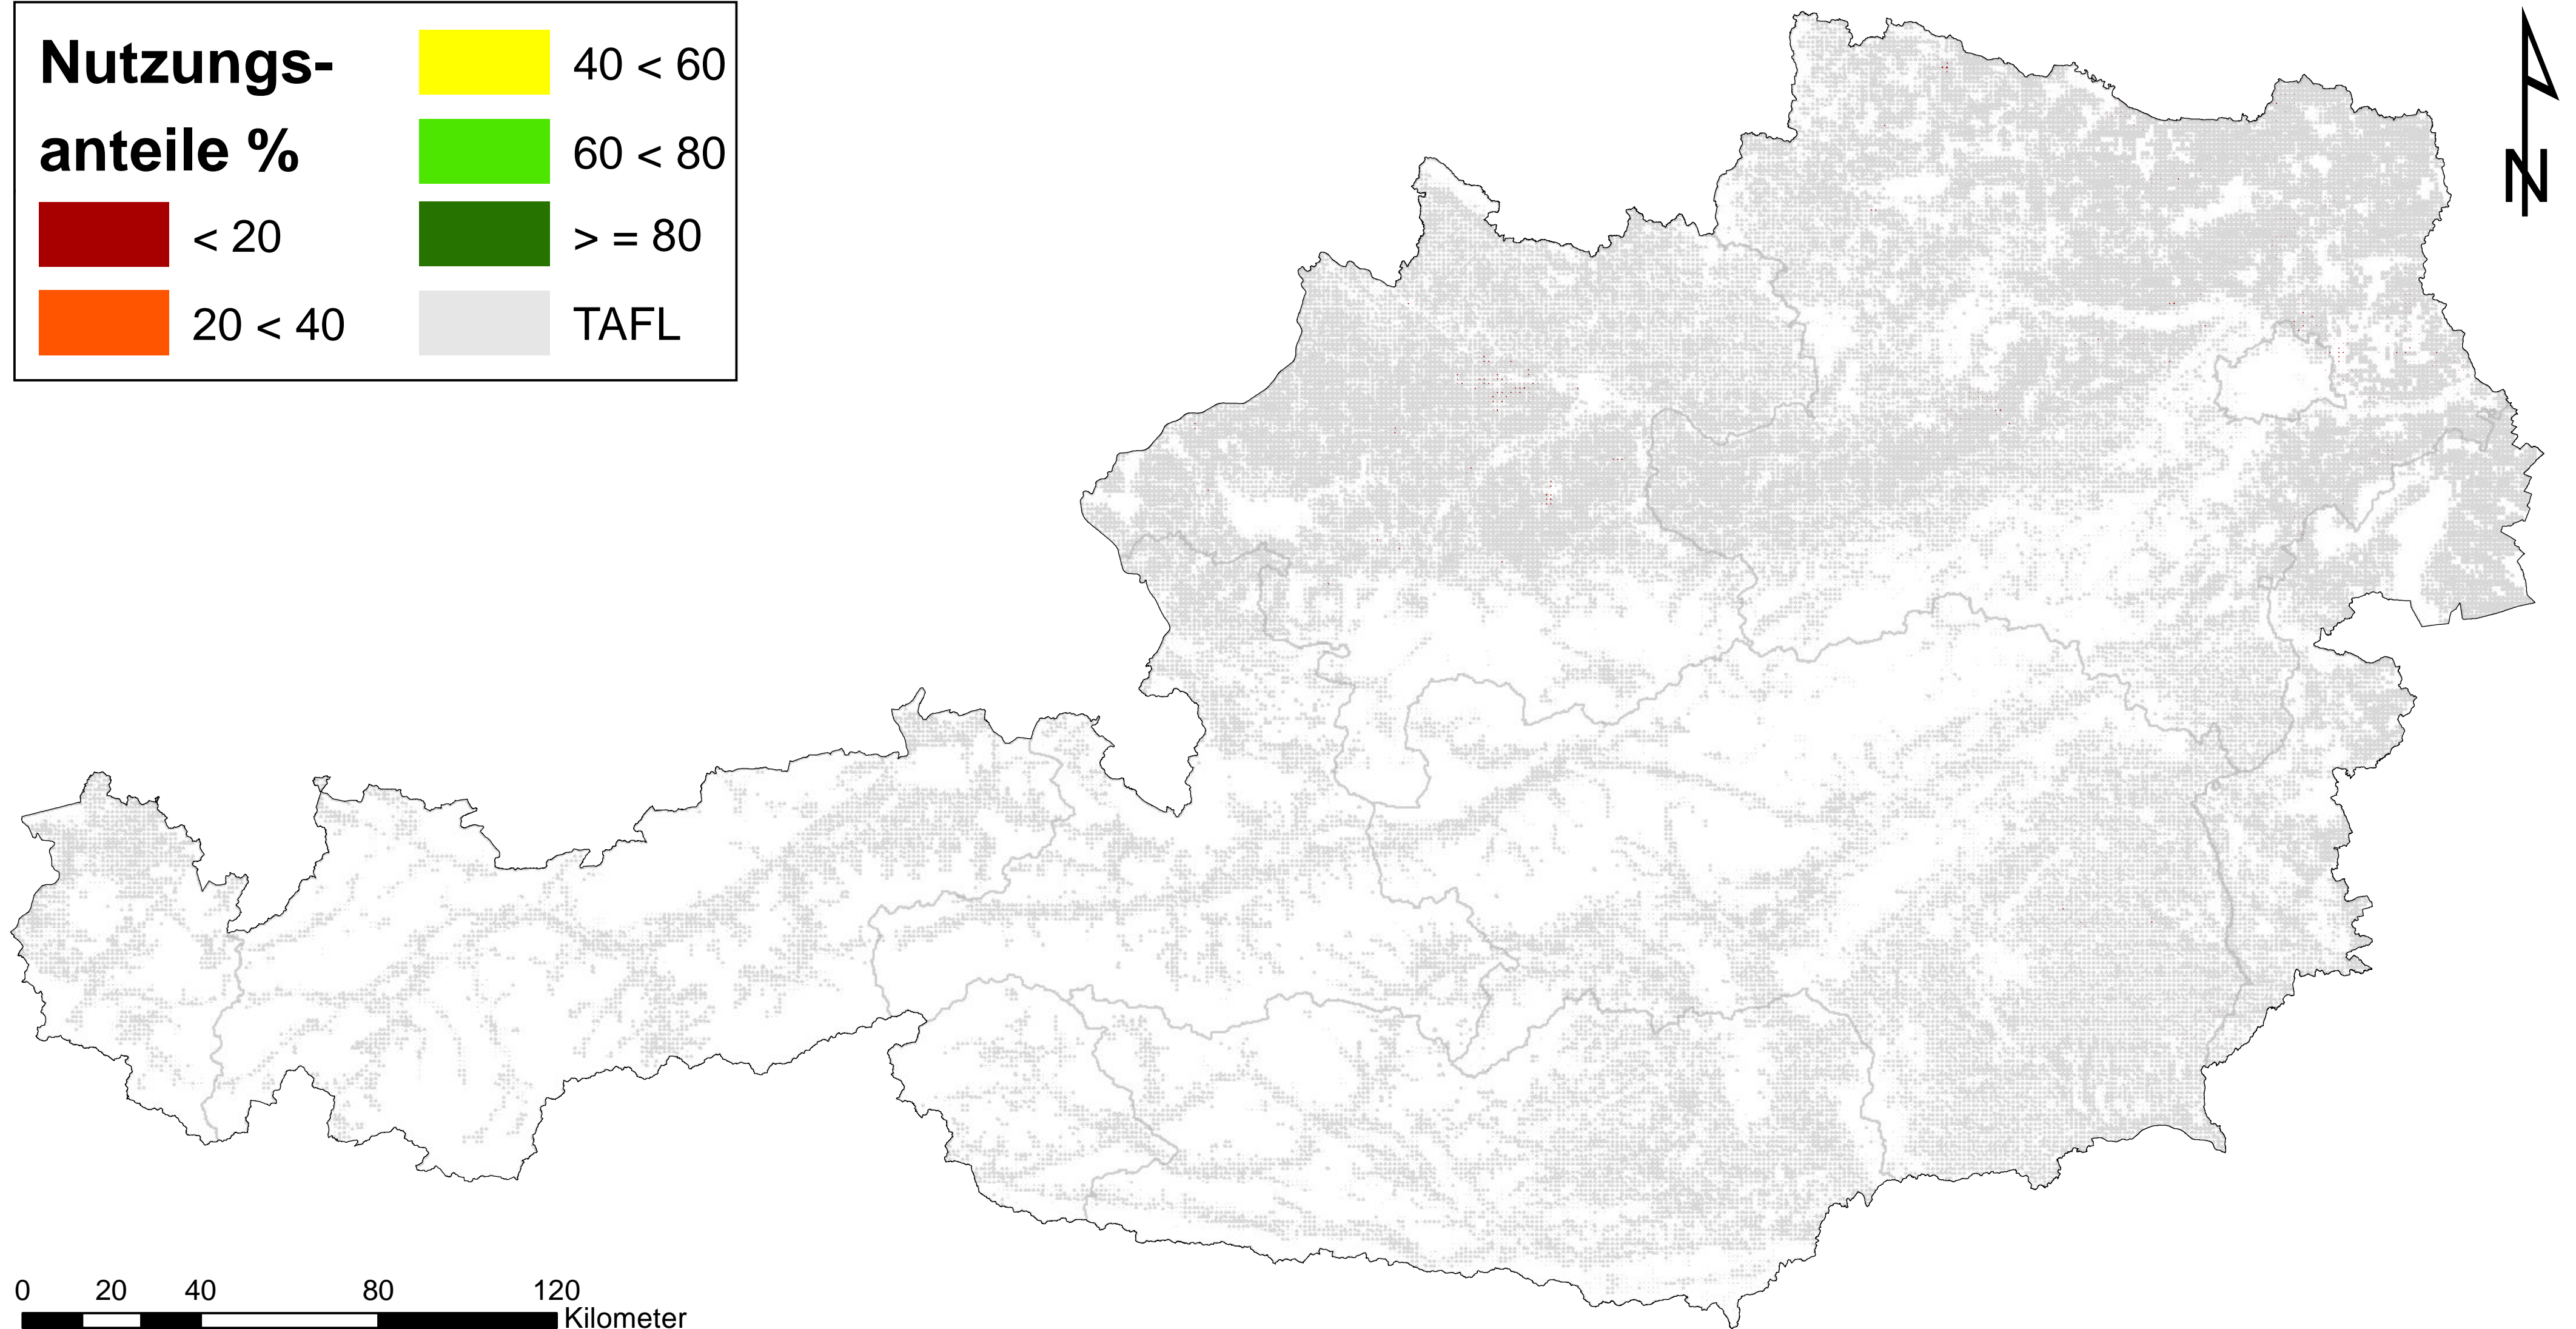 Nutzungs-
anteile %
< 20
20 < 40
40 < 60
60 < 80
> = 80
TAFL
N
0 20 40 80 120
Kilometer